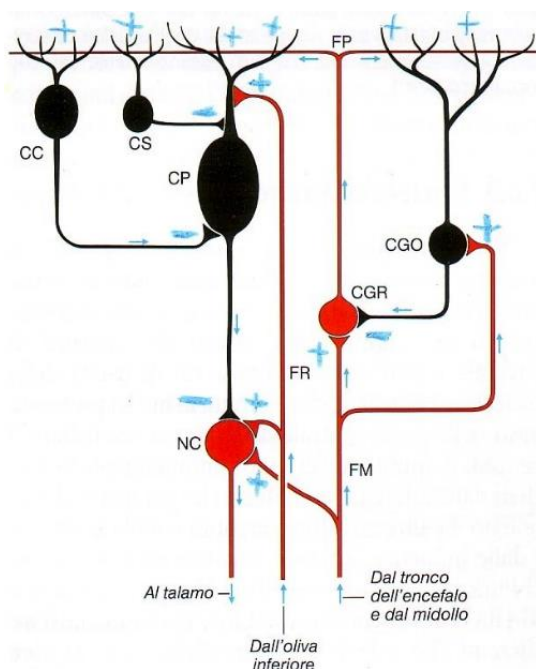 FP
CC
CS
CP
CGO
CGR
FR
NC
FM
Al talamo
Dal tronco
dell'encefalo
e dal midollo
Dall'oliva
inferiore